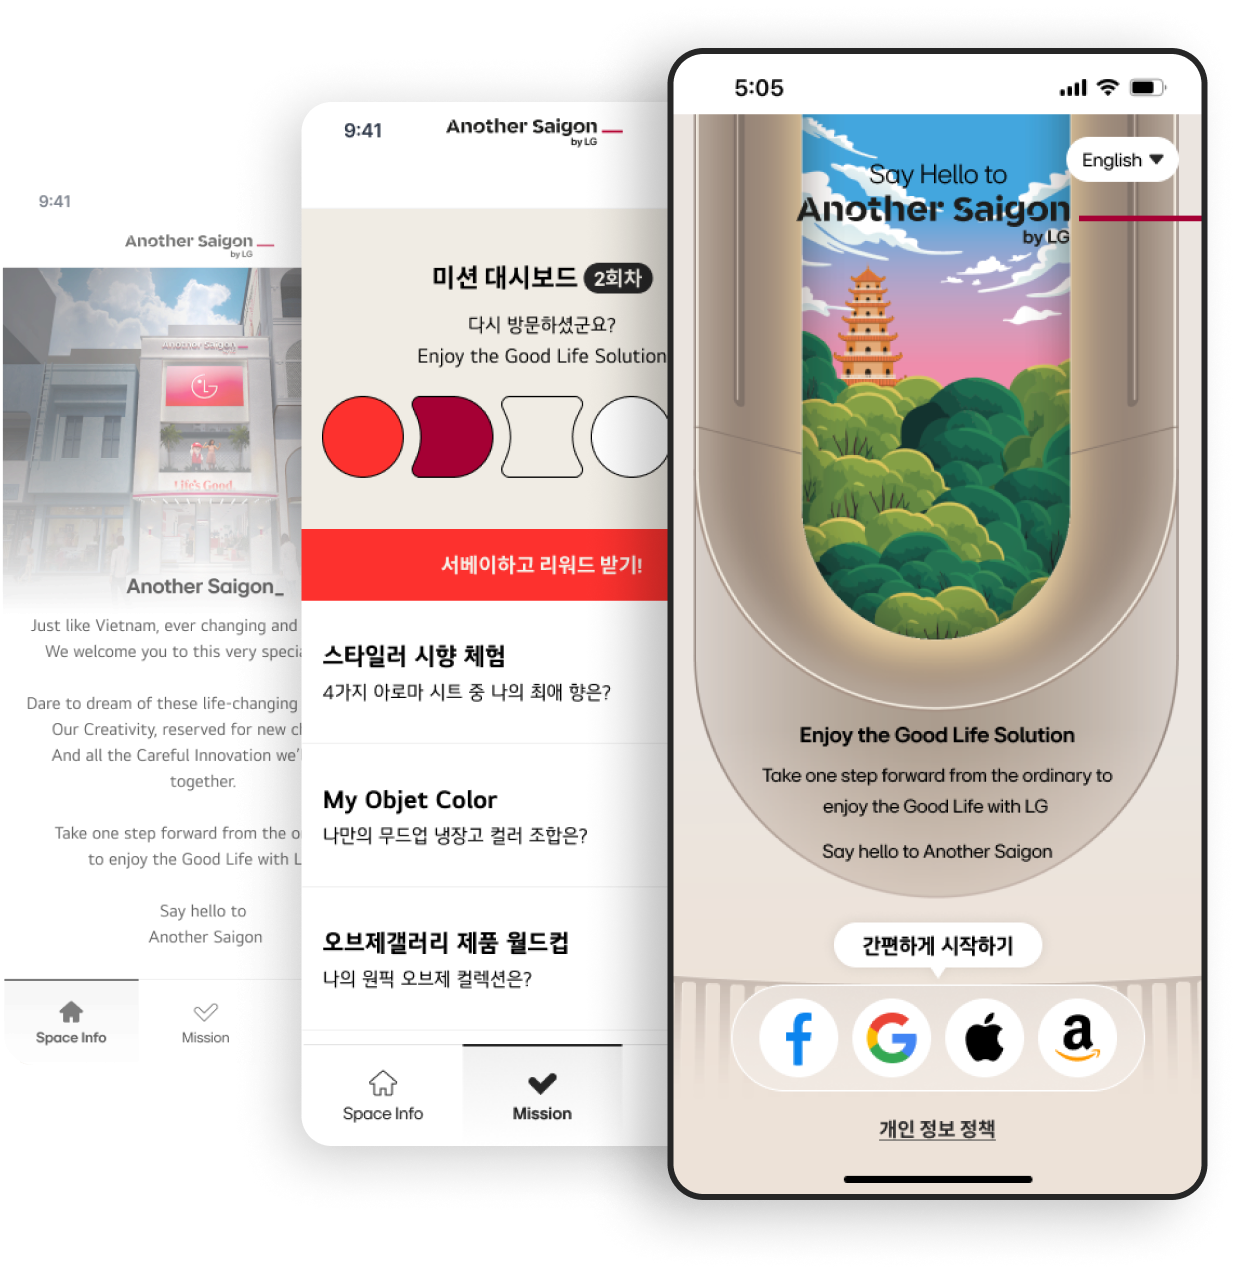 9:41
Another Saigon_
by LG
Another Saigon
LG
Life's Good
Another Saigon_
Just like Vietnam, ever changing and
We welcome you to this very
Dare to dream of these life-changing
Our Creativity, reserved for new
And all the Careful Innovation
together.
Take one step forward from the
to enjoy the Good Life with
Say hello to
Another Saigon
Space Info
Mission
9:41
Another Saigon_
by LG
미션 대시보드 2회차
다시 방문하셨군요?
Enjoy the Good Life Solution
서베이하고 리워드 받기!
스타일러 시향 체험
4가지 아로마 시트 중 나의 최애 향은?
My Objet Color
나만의 무드업 냉장고 컬러 조합은?
오브제갤러리 제품 월드컵
나의 원픽 오브제 컬렉션은?
Space Info
Mission
5:05
English
Say Hello to
Another Saigon
by LG
Enjoy the Good Life Solution
Take one step forward from the ordinary to
enjoy the Good Life with LG
Say hello to Another Saigon
간편하게 시작하기
개인 정보 정책